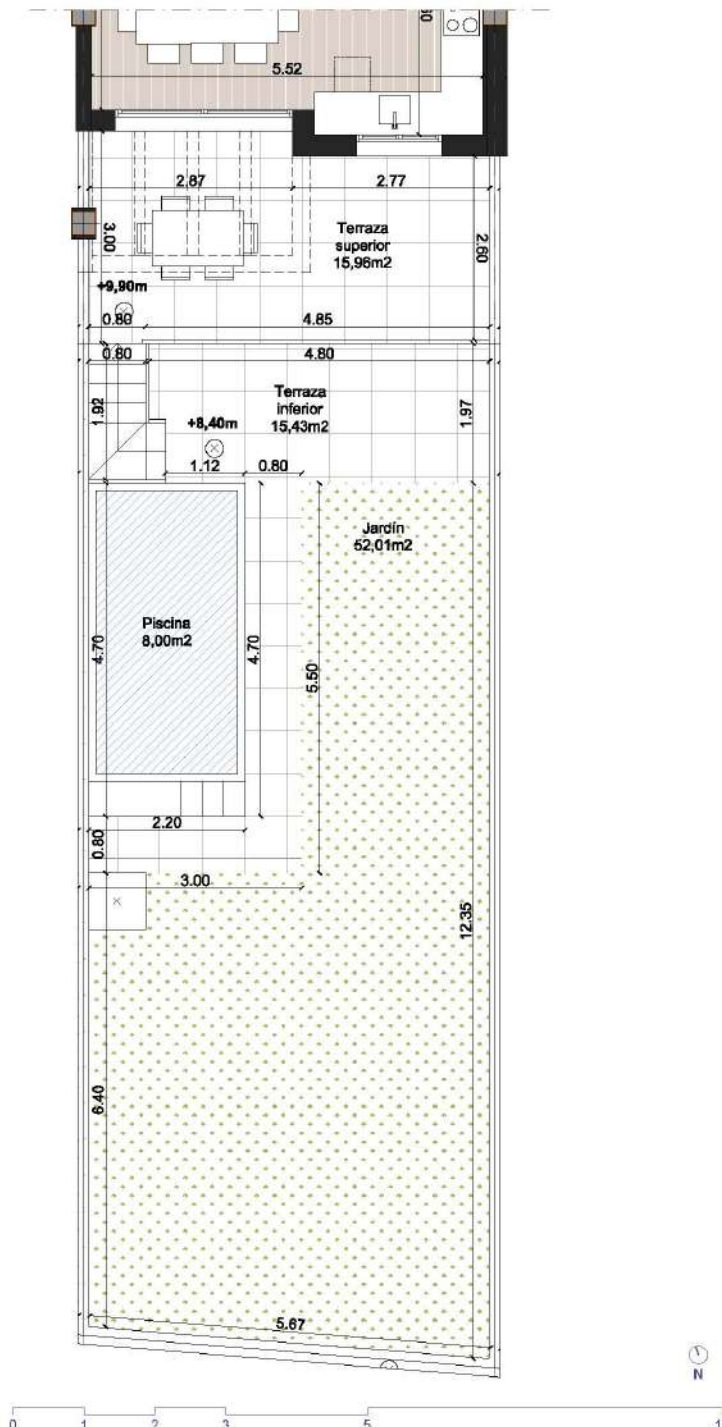 5.52
2.87
2.77
Terraza
superior
15,96m2
3.00
2.60
+9,90m
0.80
4.85
0.80
4.80
Terraza
inferior
15,43m2
1.92
1.97
+8,40m
1.12
0.80
Jardín
52,01m2
Piscina
8,00m2
4.70
4.70
5.50
2.20
0.80
3.00
12.35
6.40
5.67
N
0
1
2
3
5